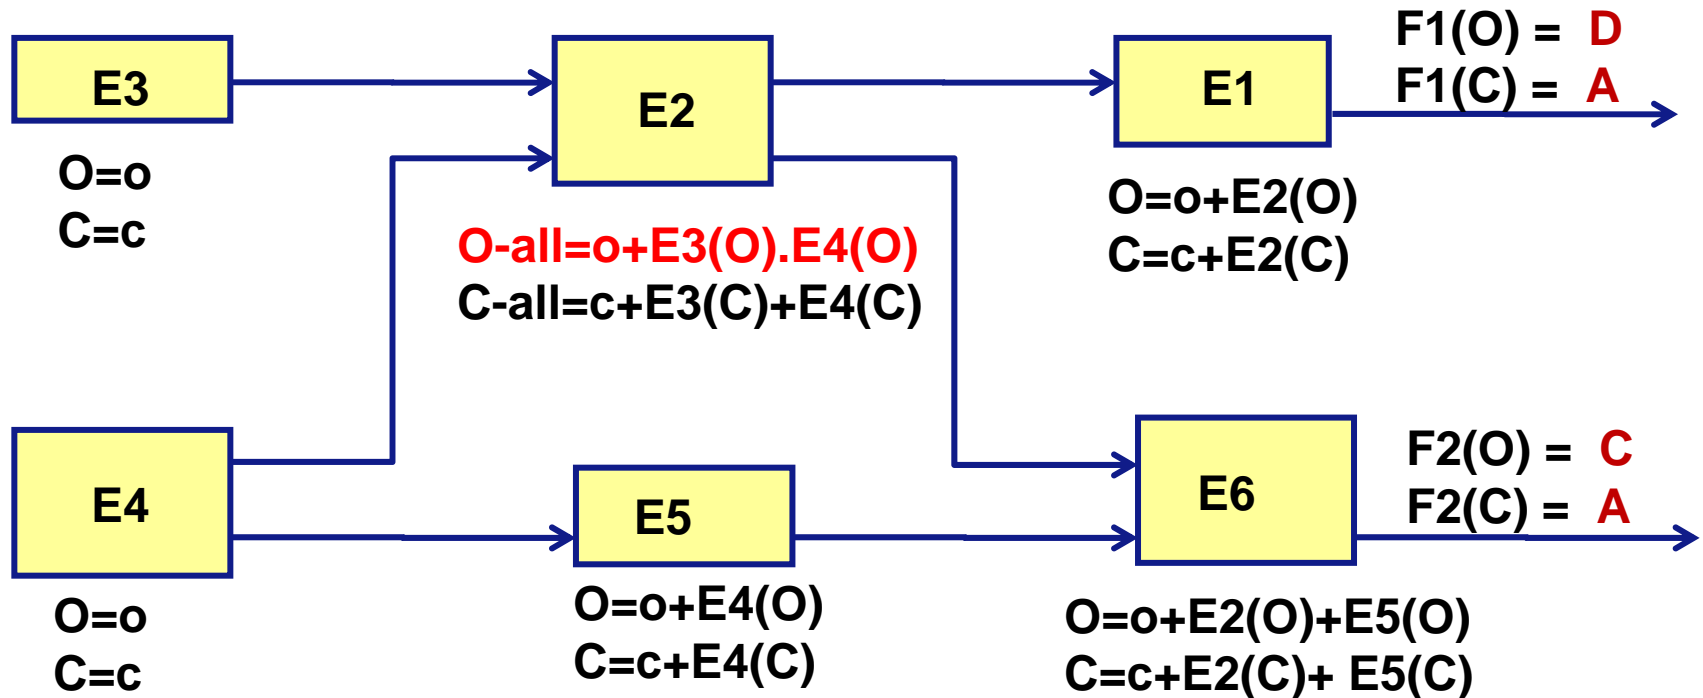 E3
O=o
C=c
E2
O-all=o+E3(O).E4(O)
C-all=c+E3(C)+E4(C)
E1
F1(O) = D
F1(C) = A
O=o+E2(O)
C=c+E2(C)
E4
O=o
C=c
E5
O=o+E4(O)
C=c+E4(C)
E6
F2(O) = C
F2(C) = A
O=o+E2(O)+E5(O)
C=c+E2(C)+ E5(C)